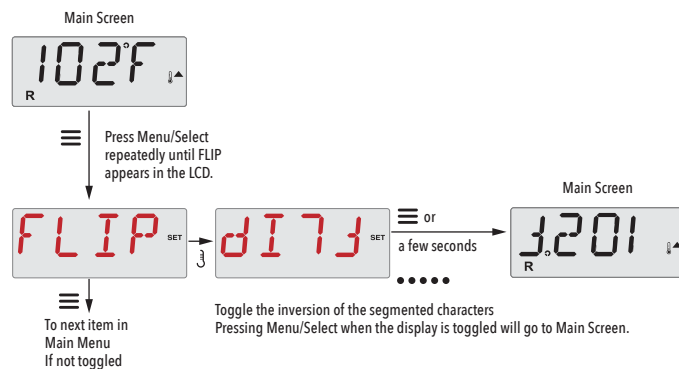 Main Screen
102°F
R
Press Menu/Select
repeatedly until FLIP
appears in the LCD.
Main Screen
FLIP SET
dI7J SET
or
a few seconds
J.201
R
To next item in
Main Menu
If not toggled
Toggle the inversion of the segmented characters
Pressing Menu/Select when the display is toggled will go to Main Screen.